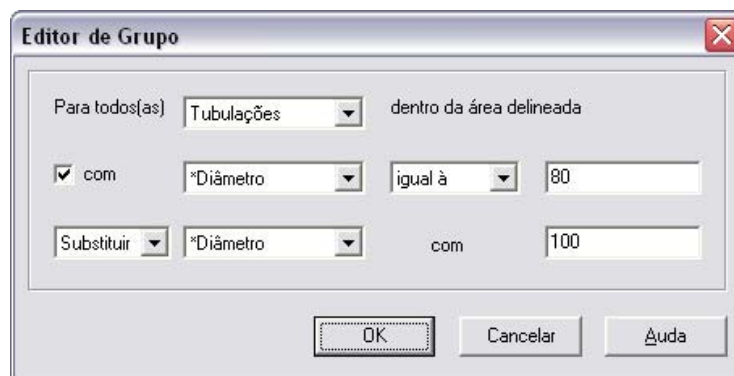 Editor de Grupo
Para todos(as) Tubulações dentro da área delineada
com *Diâmetro igual à 80
Substituir *Diâmetro com 100
OK Cancelar Auda